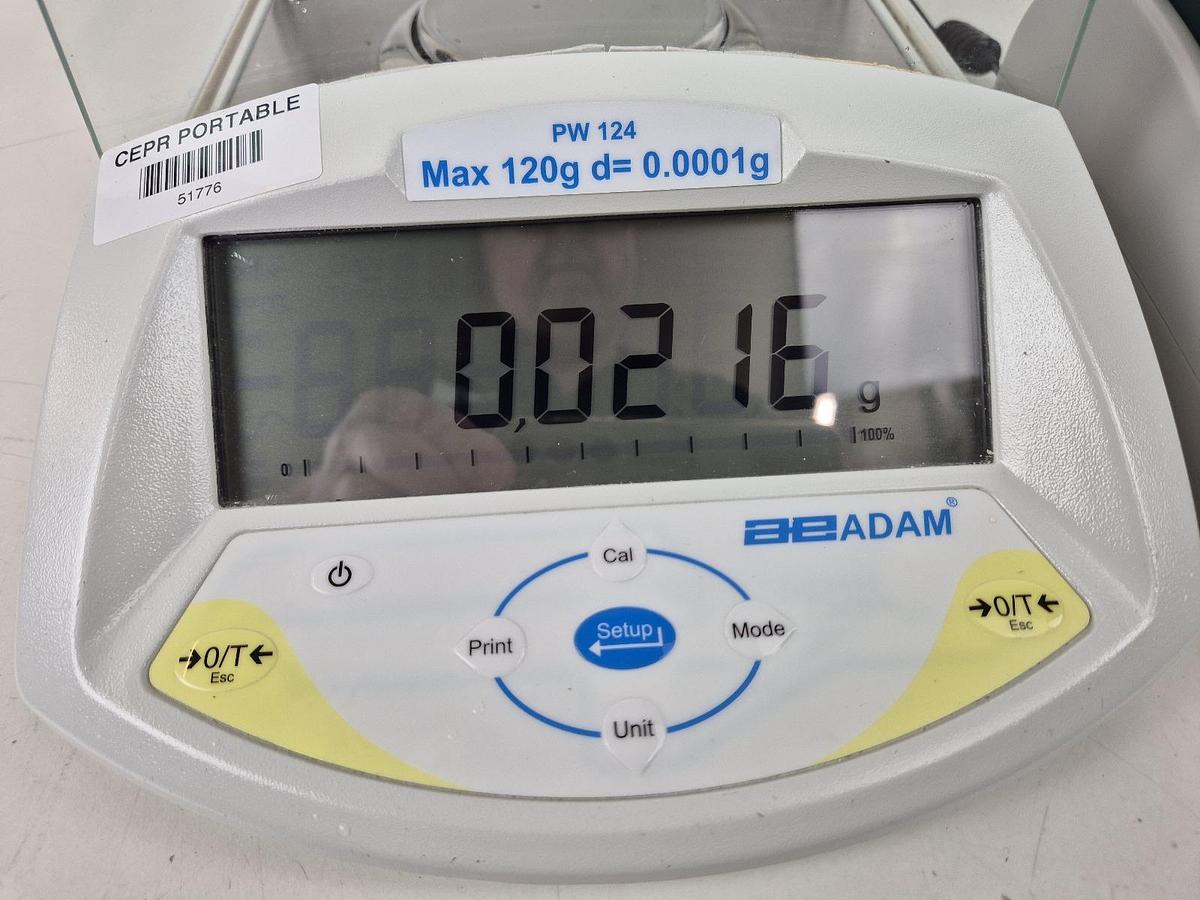 CEPR PORTABLE
51776
PW 124
Max 120g d= 0.0001g
0,0216 g
0 100%
ae ADAM®
Cal
Print
Setup
Mode
Unit
→0/T←
Esc
→0/T←
Esc